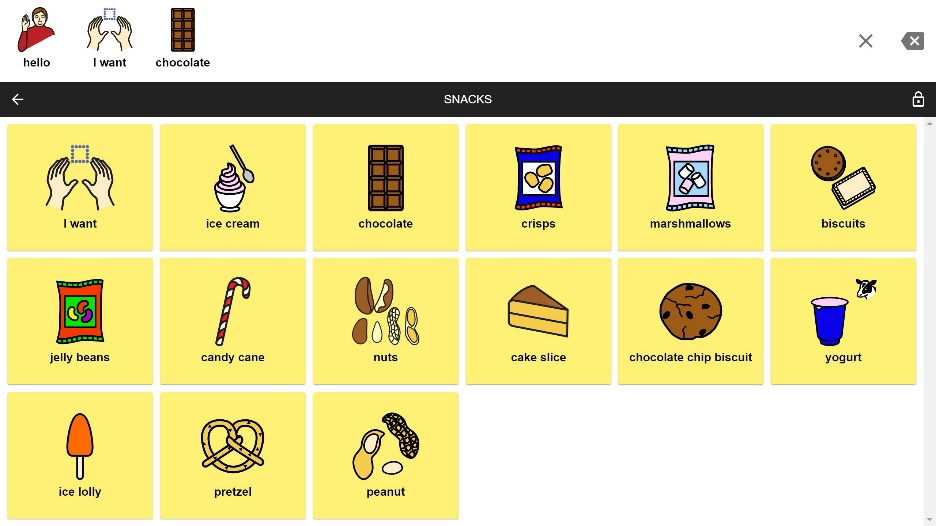 hello
I want
chocolate
SNACKS
I want
ice cream
chocolate
crisps
marshmallows
biscuits
jelly beans
candy cane
nuts
cake slice
chocolate chip biscuit
yogurt
ice lolly
pretzel
peanut